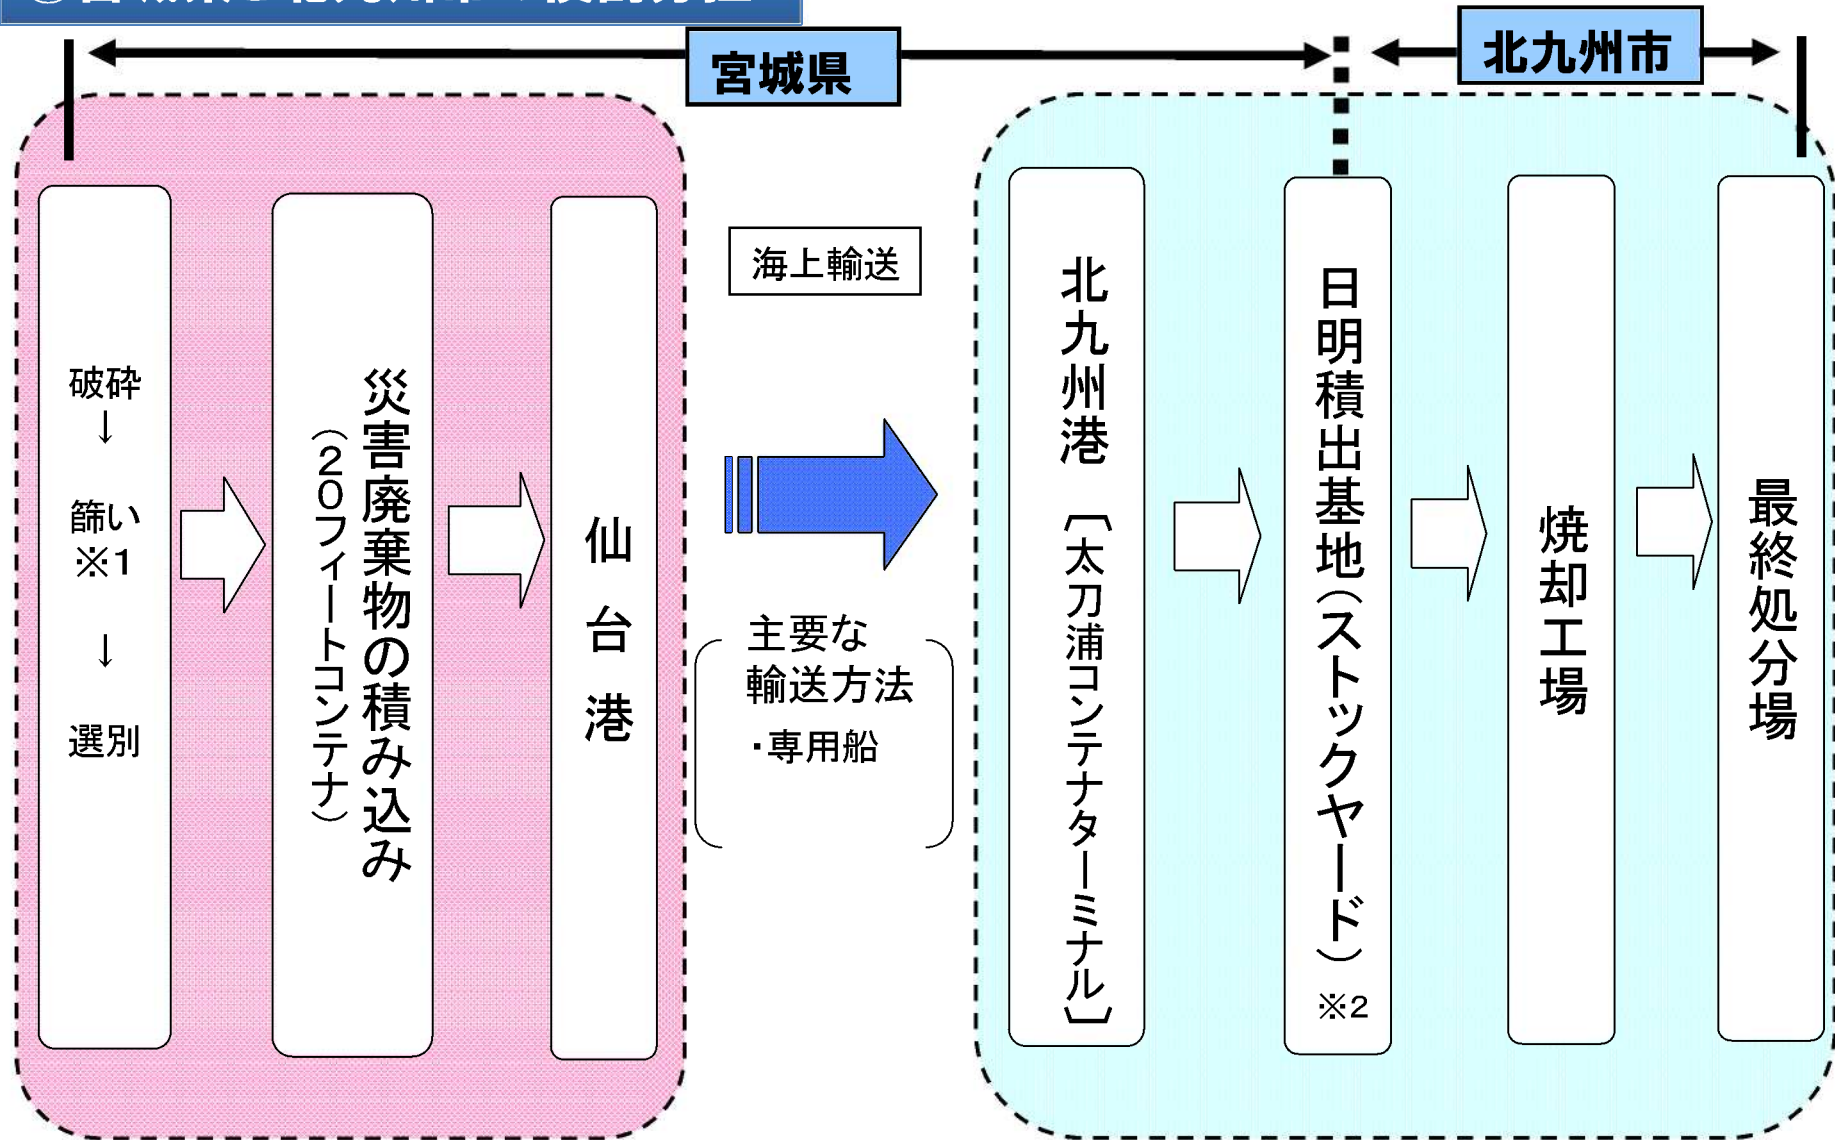 宮城県
北九州市
破砕
↓
篩い
※1
↓
選別
災害廃棄物の積み込み
（２０フィートコンテナ）
仙台港
海上輸送
主要な
輸送方法
・専用船
北九州港〔太刀浦コンテナターミナル〕
日明積出基地（ストックヤード）※2
焼却工場
最終処分場